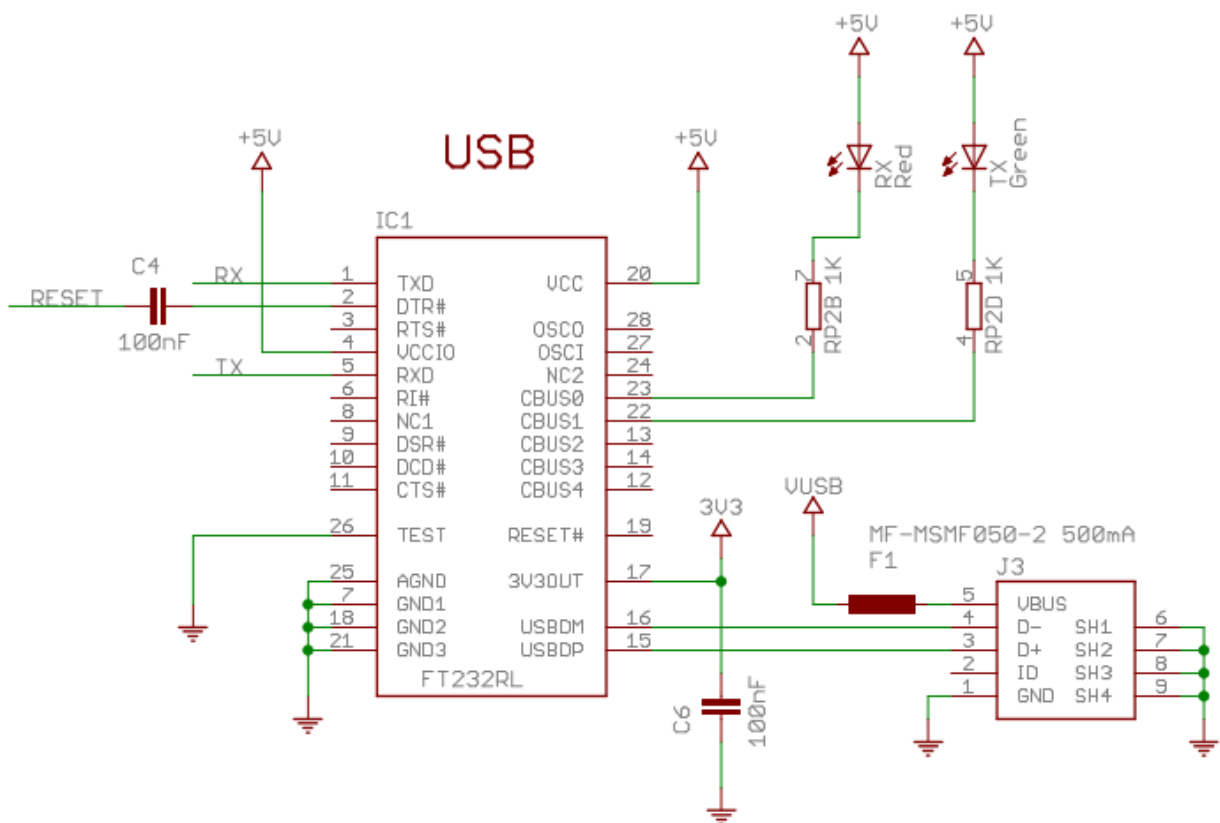 +5V
+5V
+5V
USB
+5V
RX
Red
TX
Green
IC1
C4
100nF
RESET
RX
TX
1 TXD
2 DTR#
3 RTS#
4 VCCIO
5 RXD
6 RI#
8 NC1
9 DSR#
10 DCD#
11 CTS#
26 TEST
25 AGND
7 GND1
18 GND2
21 GND3
VCC 20
OSCO 28
OSCI 27
NC2 24
CBUS0 23
CBUS1 22
CBUS2 13
CBUS3 14
CBUS4 12
RESET# 19
3V3OUT 17
USBDM 16
USBDP 15
FT232RL
7
2
RP2B 1K
5
4
RP2D 1K
3V3
C6
100nF
VUSB
MF-MSMF050-2 500mA
F1
J3
5 VBUS
4 D- SH1 6
3 D+ SH2 7
2 ID SH3 8
1 GND SH4 9